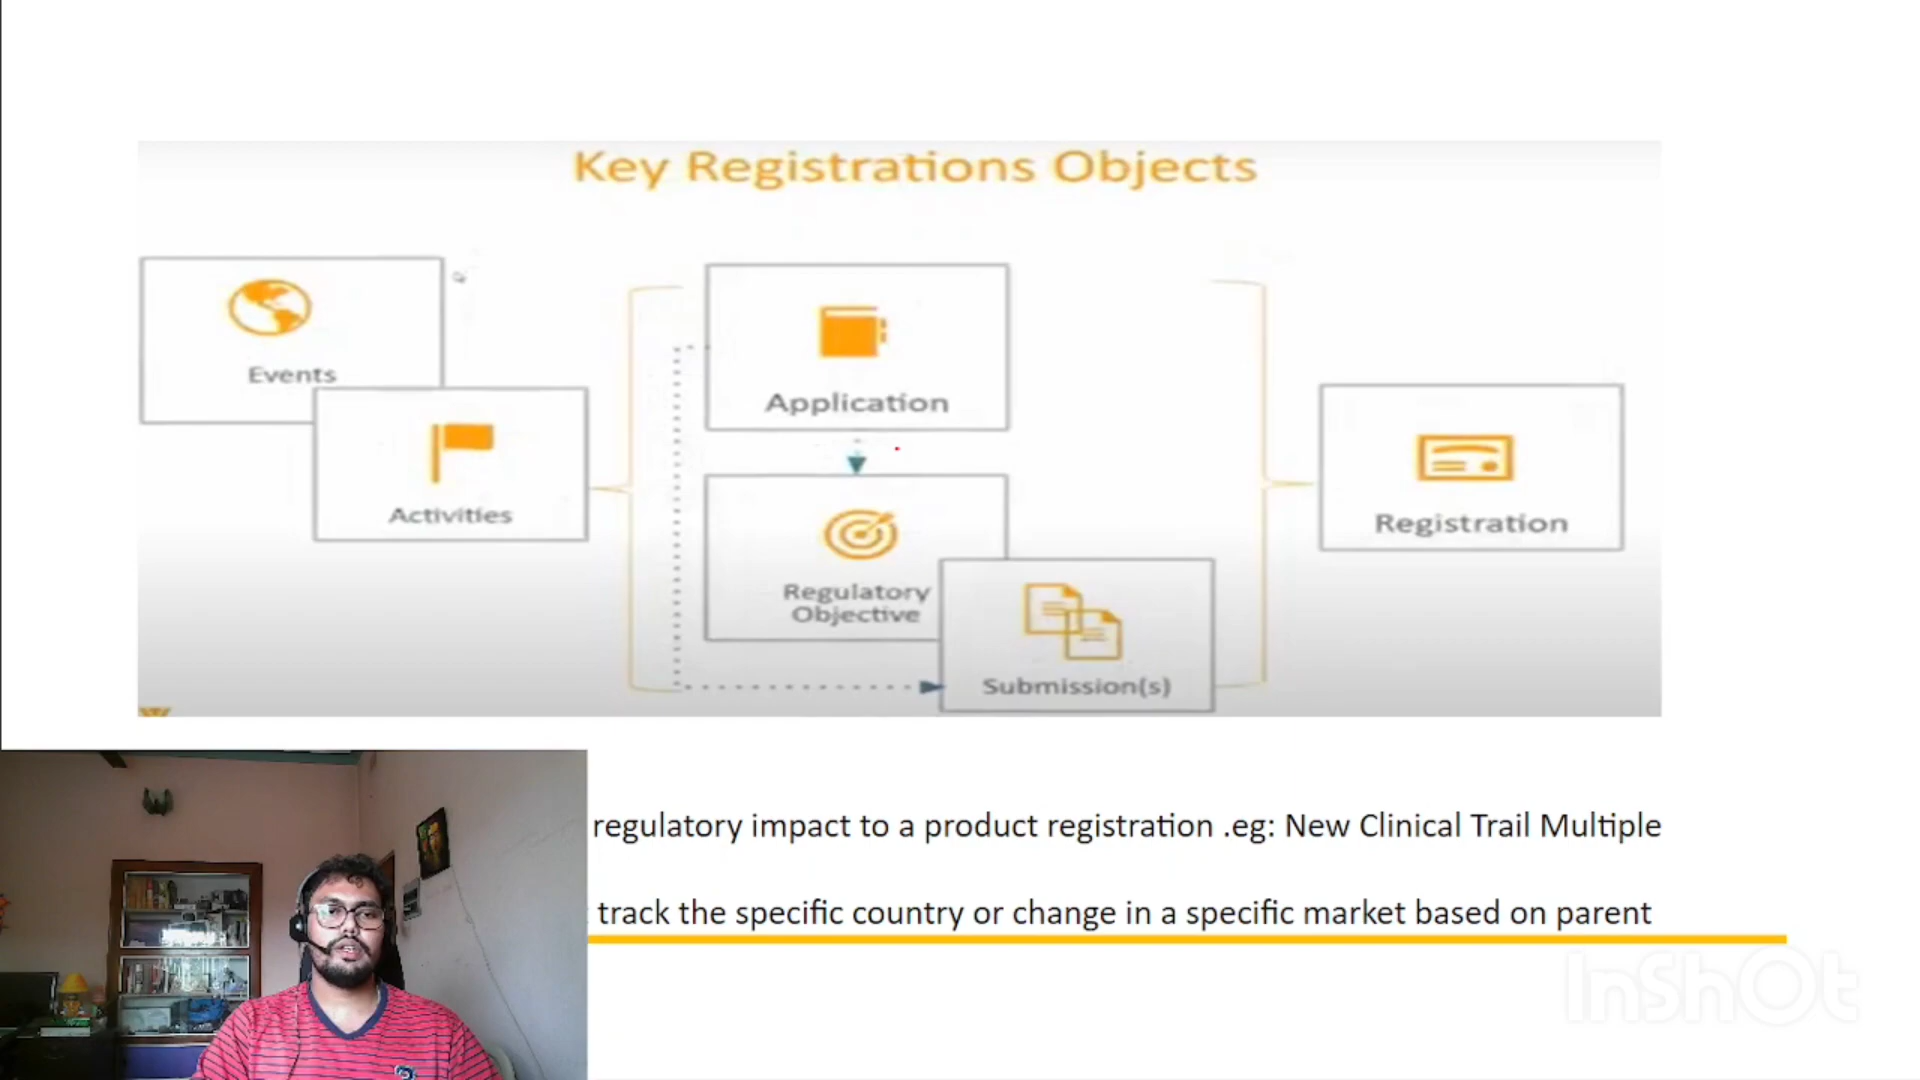 Key Registrations Objects
Events
Activities
Application
Regulatory
Objective
Submission(s)
Registration
regulatory impact to a product registration .eg: New Clinical Trail Multiple
track the specific country or change in a specific market based on parent
InShOt